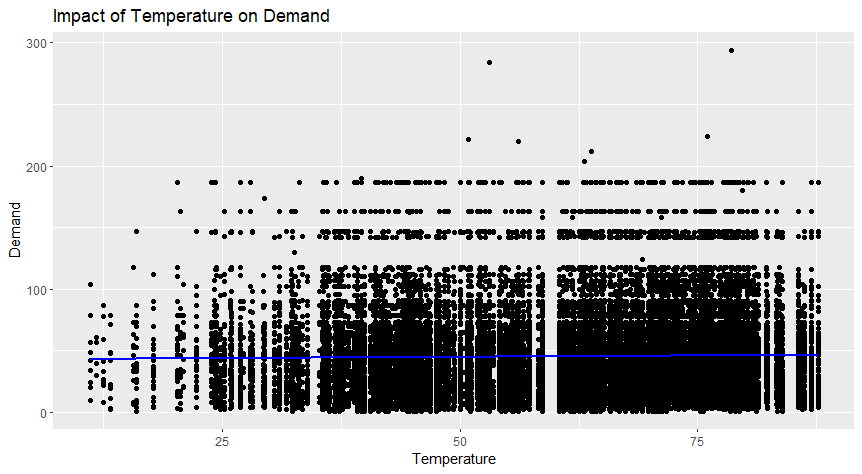 Impact of Temperature on Demand
300
200
100
0
Demand
25 50 75
Temperature